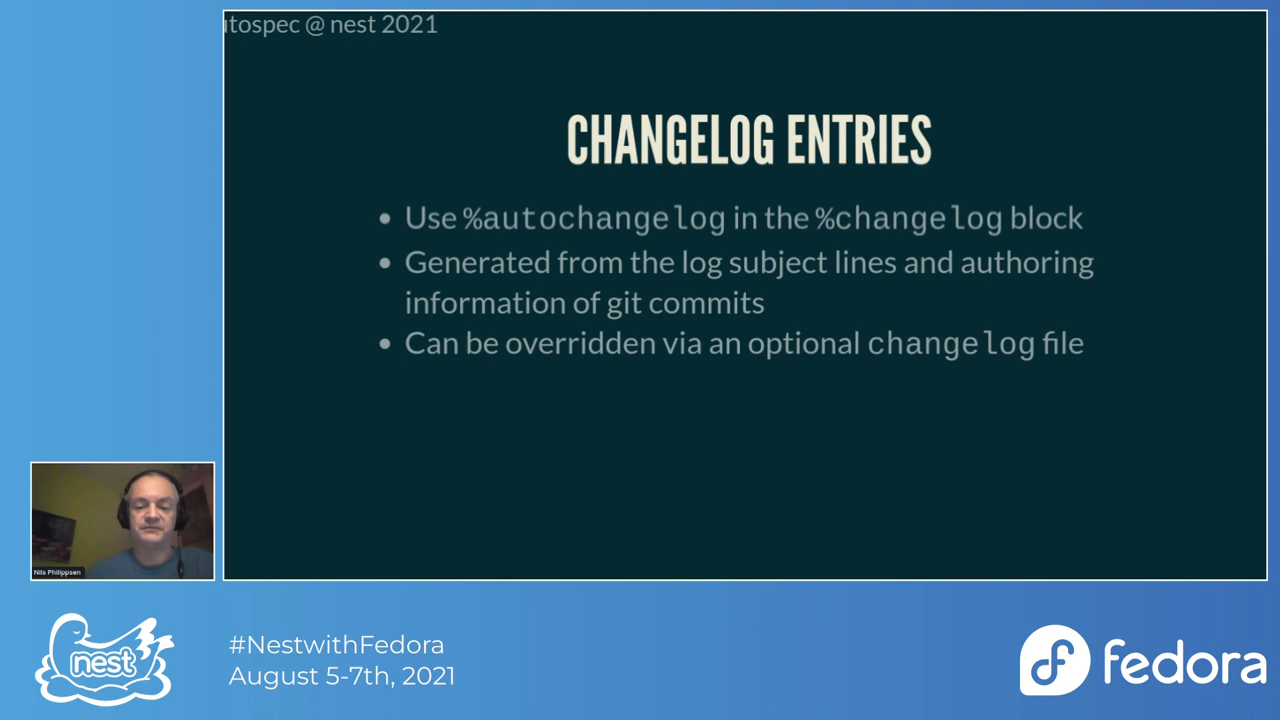 utospec @ nest 2021
CHANGELOG ENTRIES
• Use %autochangelog in the %changelog block
• Generated from the log subject lines and authoring
information of git commits
• Can be overridden via an optional changelog file
Nils Philippsen
nest
#NestwithFedora
August 5-7th, 2021
fedora